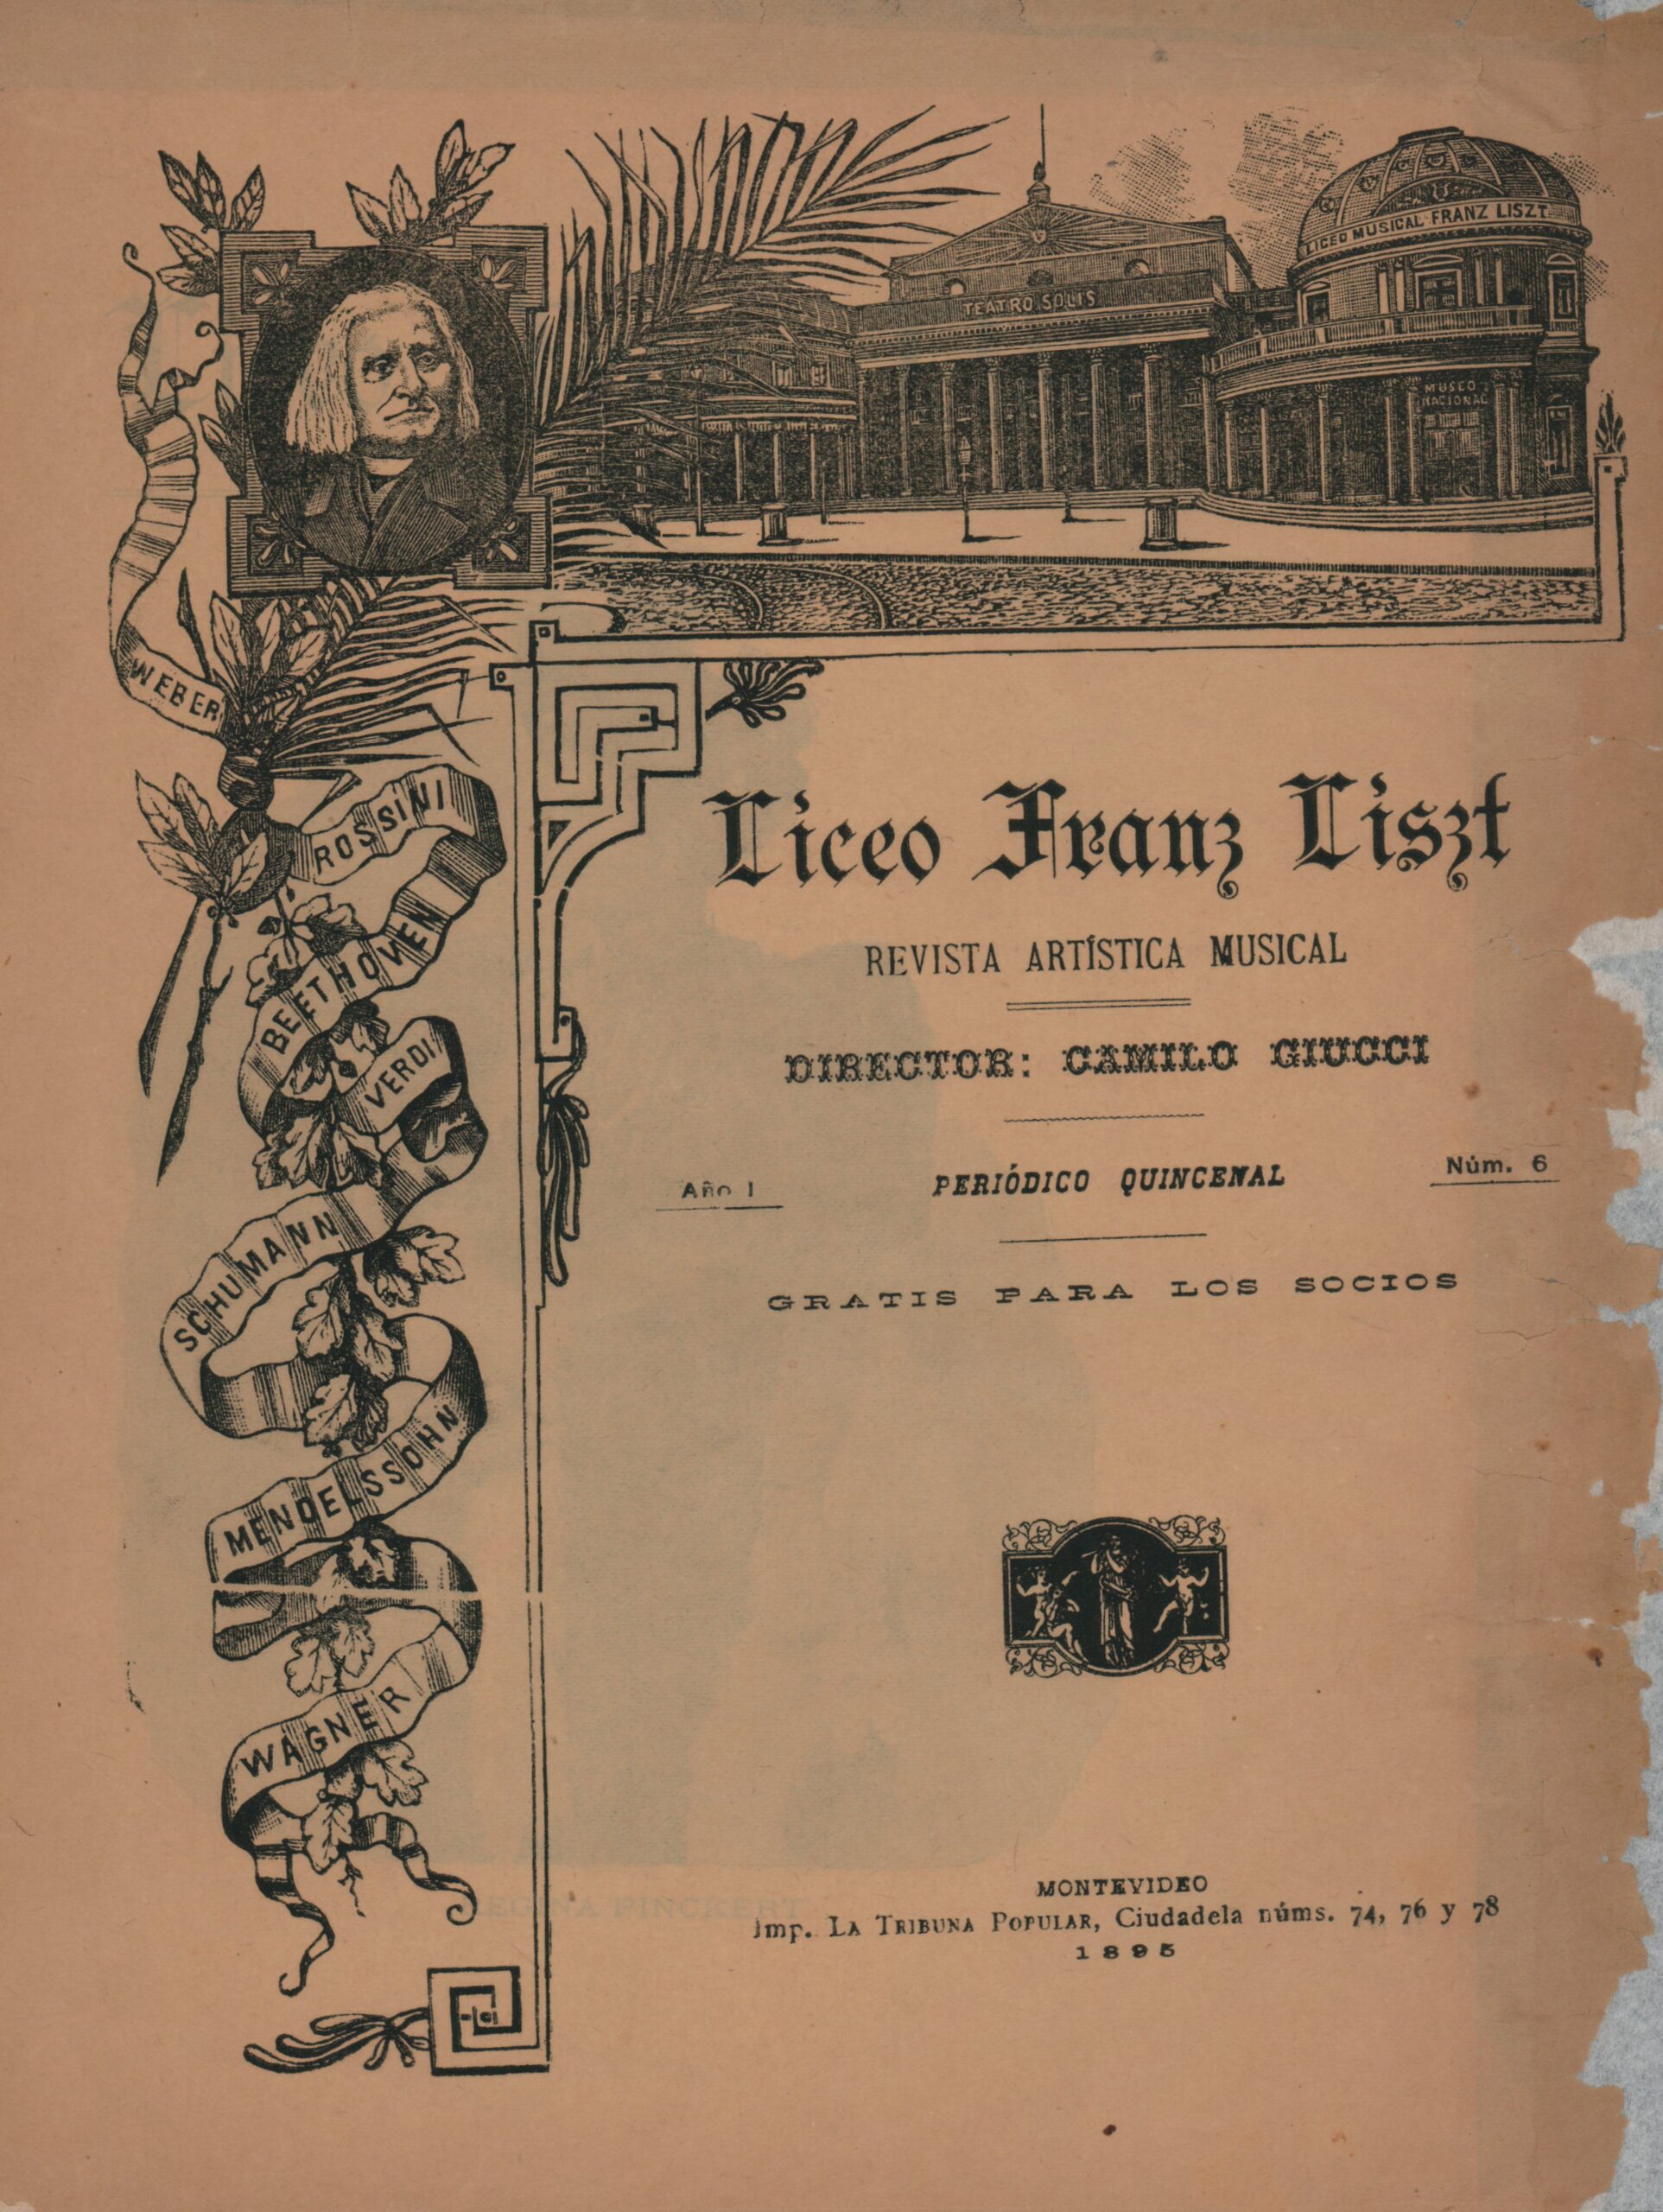 LICEO MUSICAL FRANZ LISZT
TEATRO SOLIS
MUSEO
NACIONAL
WEBER
ROSSINI
BEETHOVEN
VERDI
SCHUMANN
MENDELSSOHN
WAGNER
Liceo Franz Liszt
REVISTA ARTÍSTICA MUSICAL
DIRECTOR: CAMILO GIUCCI
Año I
PERIÓDICO QUINCENAL
Núm. 6
GRATIS PARA LOS SOCIOS
MONTEVIDEO
Imp. LA TRIBUNA POPULAR, Ciudadela núms. 74, 76 y 78
1895